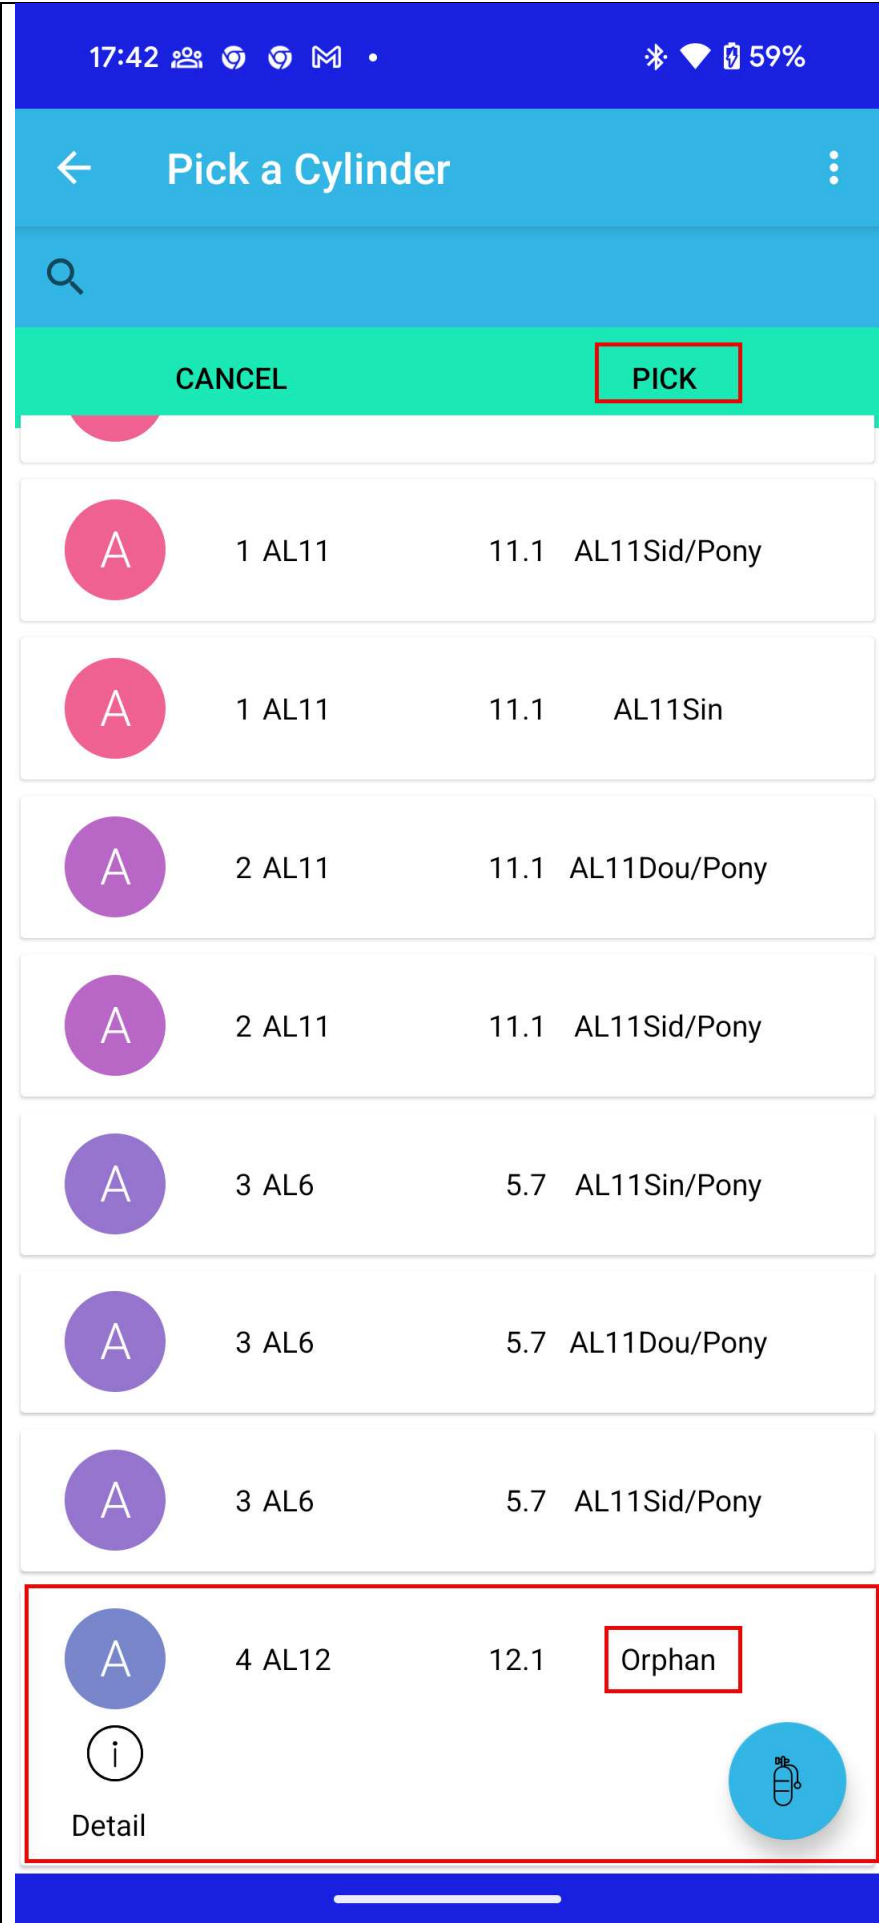 17:42 59%
Pick a Cylinder
CANCEL PICK
A 1 AL11 11.1 AL11Sid/Pony
A 1 AL11 11.1 AL11Sin
A 2 AL11 11.1 AL11Dou/Pony
A 2 AL11 11.1 AL11Sid/Pony
A 3 AL6 5.7 AL11Sin/Pony
A 3 AL6 5.7 AL11Dou/Pony
A 3 AL6 5.7 AL11Sid/Pony
A 4 AL12 12.1 Orphan
Detail